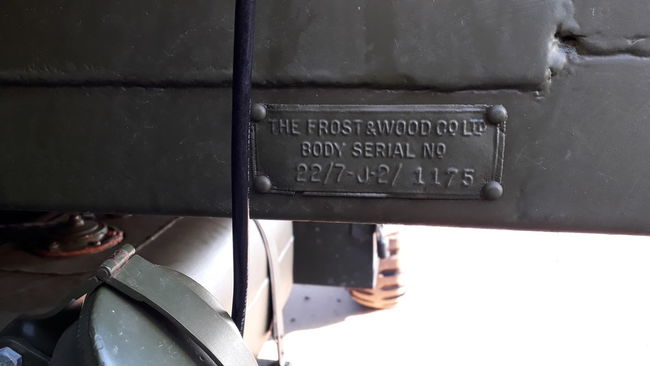 THE FROST & WOOD CO. LTD
BODY SERIAL NO
22/7-J-2/ 1175